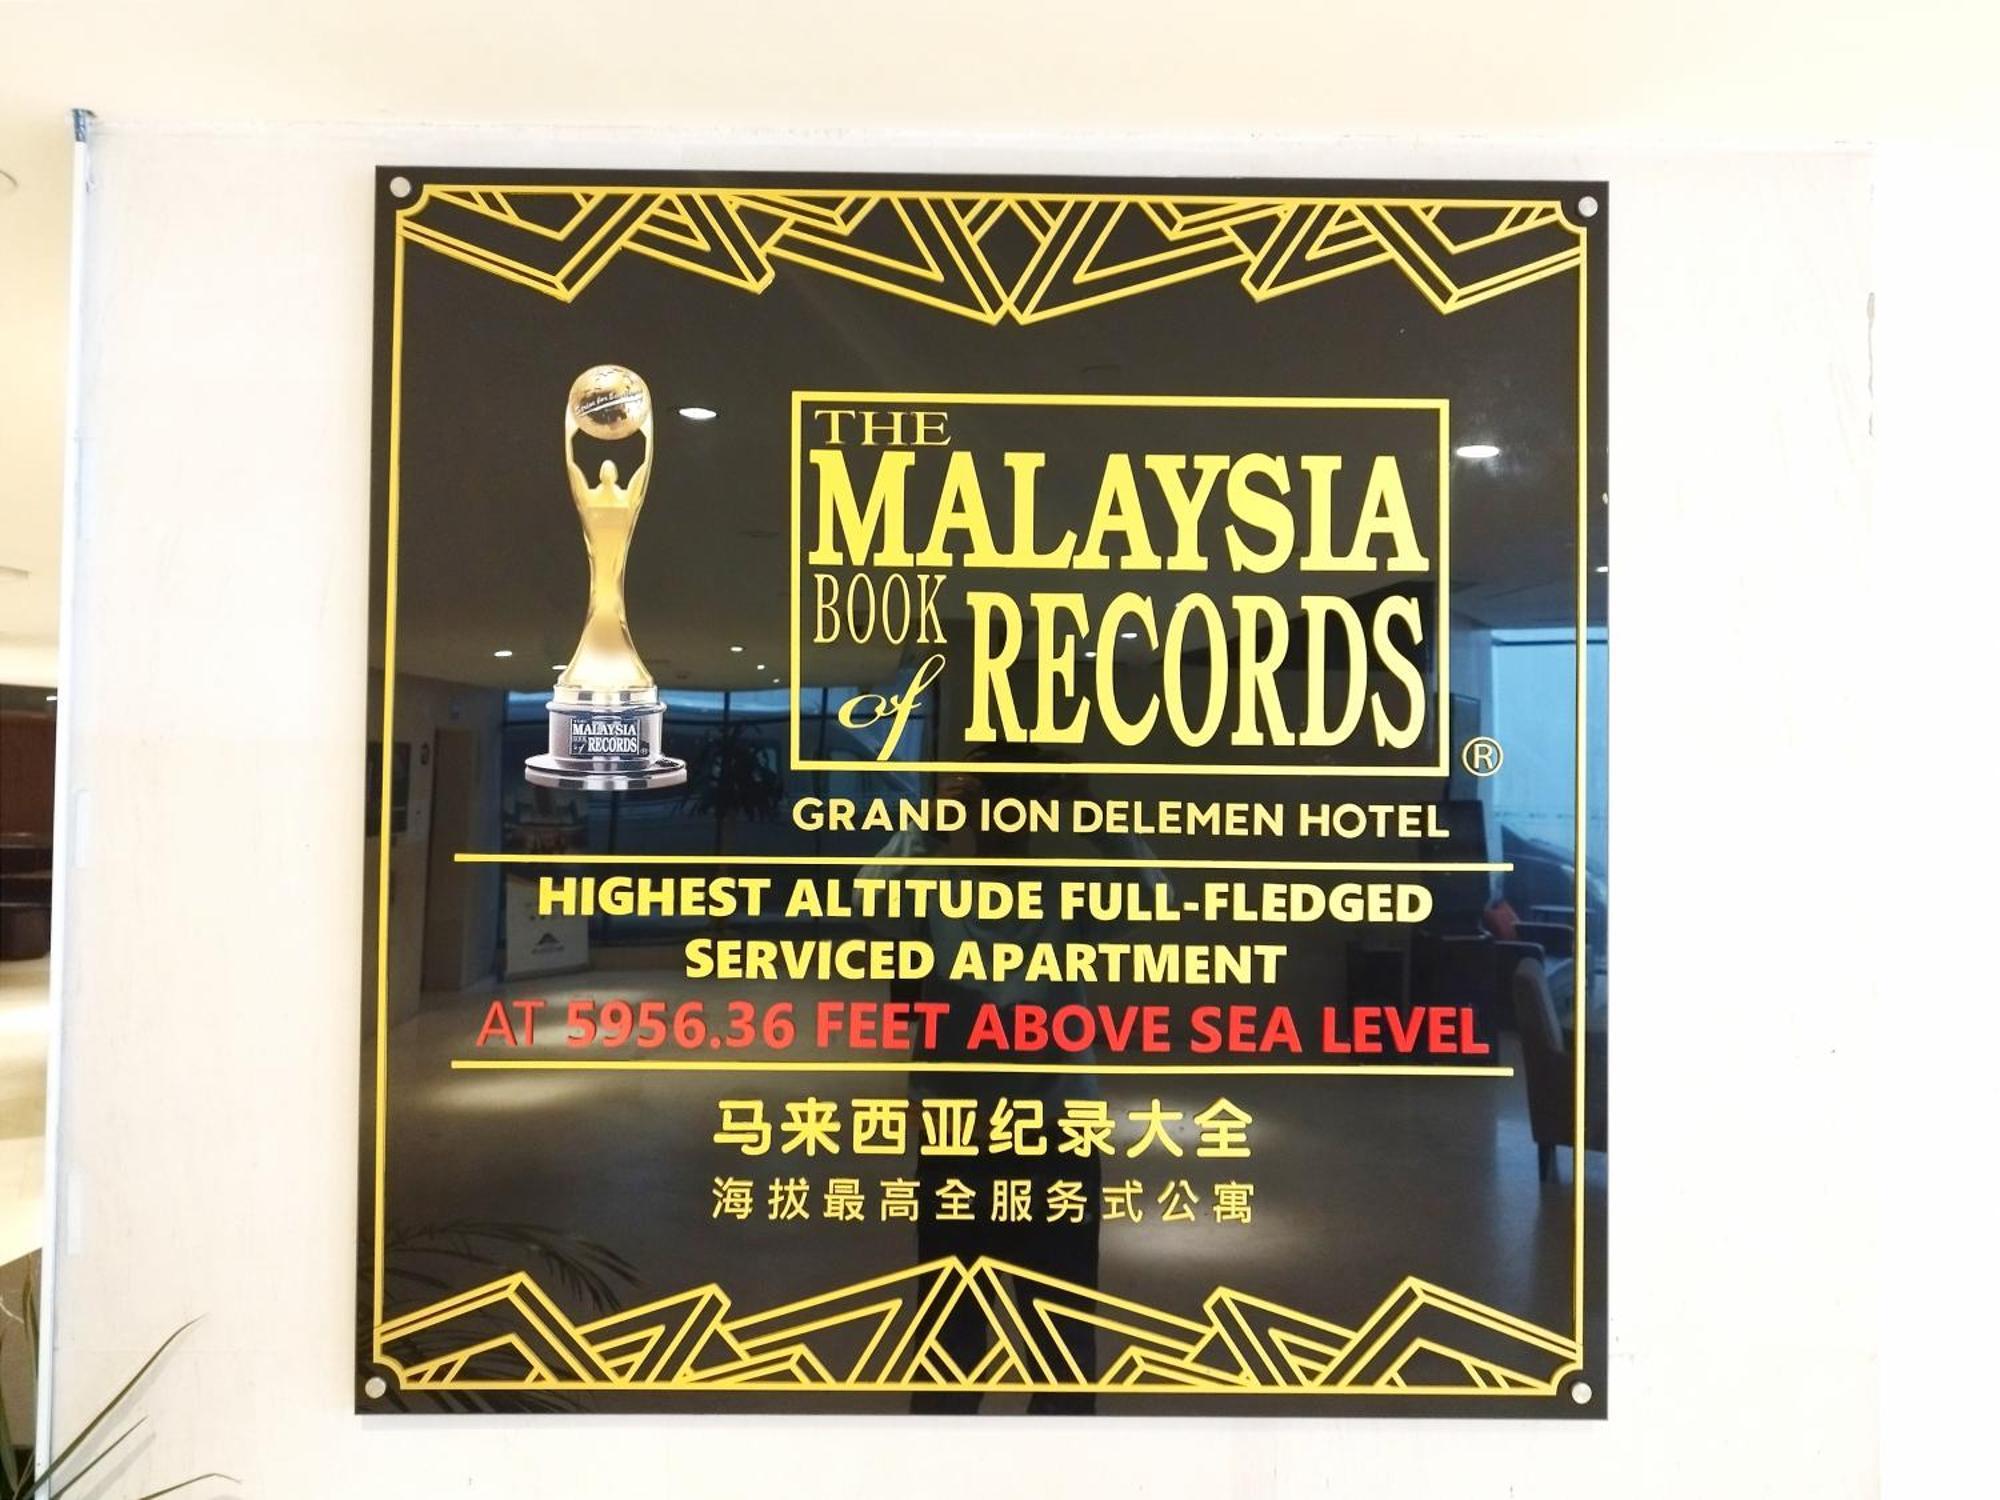 THE
MALAYSIA
BOOK
of RECORDS
®
MALAYSIA
RECORDS
GRAND ION DELEMEN HOTEL
HIGHEST ALTITUDE FULL-FLEDGED
SERVICED APARTMENT
AT 5956.36 FEET ABOVE SEA LEVEL
马来西亚纪录大全
海拔最高全服务式公寓